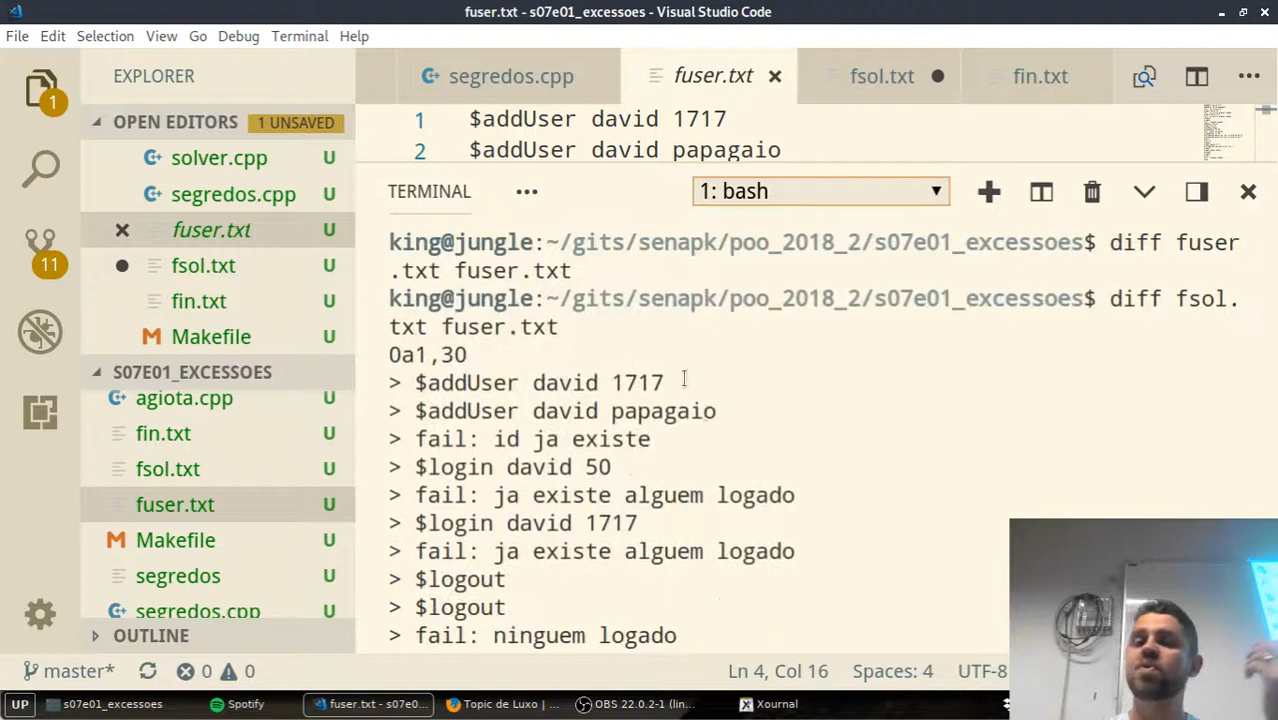 fuser.txt - s07e01_excessoes - Visual Studio Code
File Edit Selection View Go Debug Terminal Help
EXPLORER
segredos.cpp fuser.txt fsol.txt fin.txt
OPEN EDITORS 1 UNSAVED
1 $addUser david 1717
2 $addUser david papagaio
solver.cpp U
segredos.cpp U
fuser.txt U
fsol.txt U
fin.txt U
Makefile U
S07E01_EXCESSOES
agiota.cpp U
fin.txt U
fsol.txt U
fuser.txt U
Makefile U
segredos U
segredos.cpp U
OUTLINE
1
11
TERMINAL 1: bash
king@jungle:~/gits/senapk/poo_2018_2/s07e01_excessoes$ diff fuser
.txt fuser.txt
king@jungle:~/gits/senapk/poo_2018_2/s07e01_excessoes$ diff fsol.
txt fuser.txt
0a1,30
> $addUser david 1717
> $addUser david papagaio
> fail: id ja existe
> $login david 50
> fail: ja existe alguem logado
> $login david 1717
> fail: ja existe alguem logado
> $logout
> $logout
> fail: ninguem logado
master* 0 0 Ln 4, Col 16 Spaces: 4 UTF-8
UP s07e01_excessoes Spotify fuser.txt - s07e0... Topic de Luxo | ... OBS 22.0.2-1 (lin... Xournal